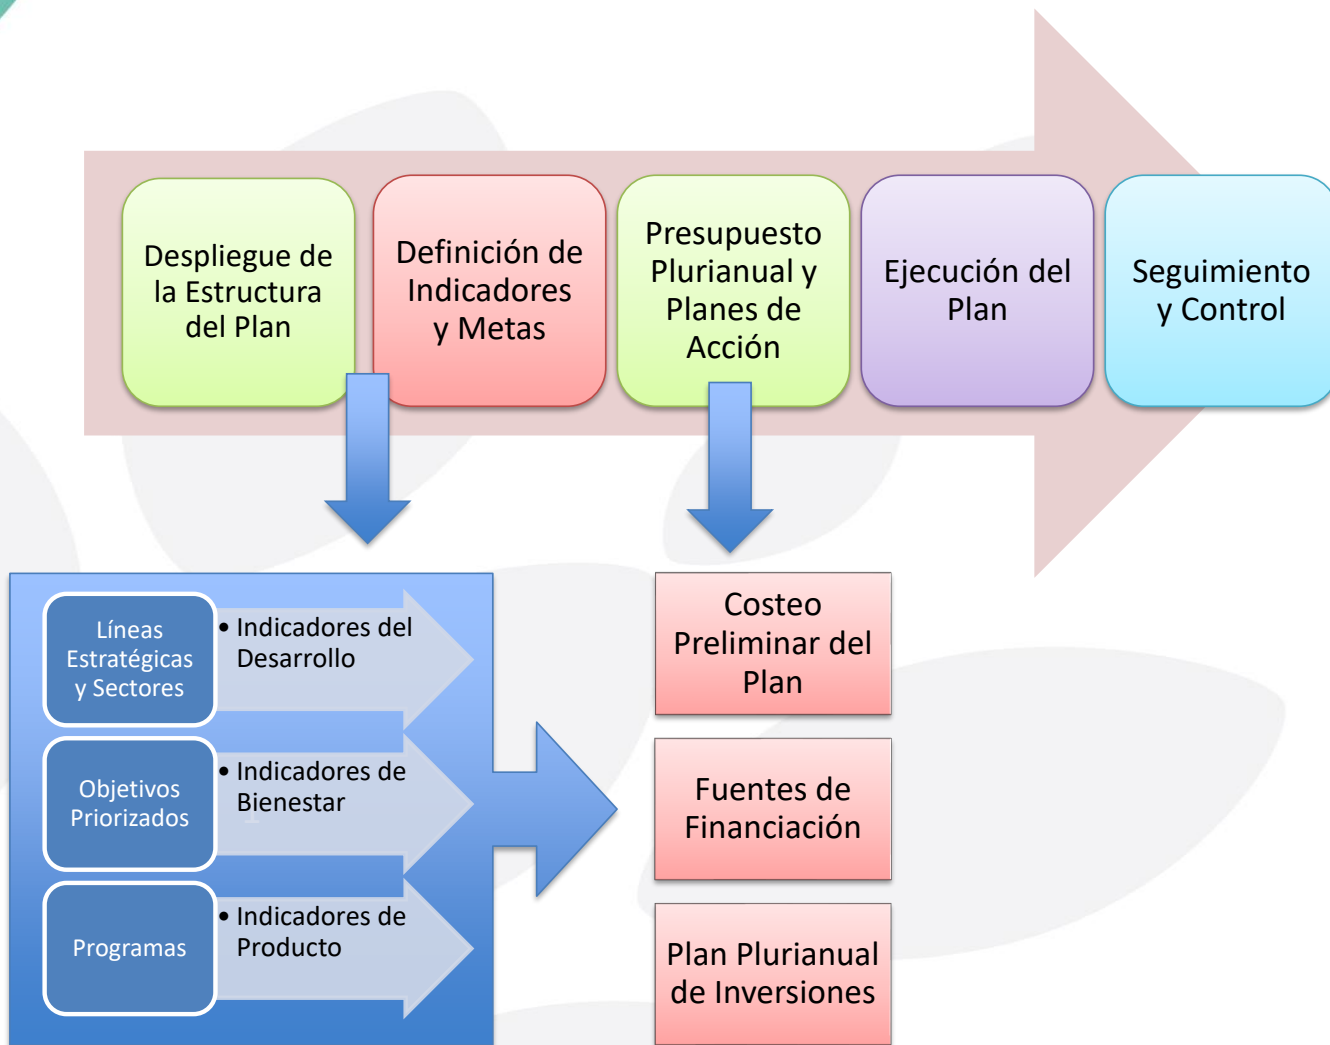 Despliegue de
la Estructura
del Plan
Definición de
Indicadores
y Metas
Presupuesto
Plurianual y
Planes de
Acción
Ejecución del
Plan
Seguimiento
y Control
Líneas
Estratégicas
y Sectores
• Indicadores del
Desarrollo
Objetivos
Priorizados
• Indicadores de
Bienestar
1
Programas
• Indicadores de
Producto
Costeo
Preliminar del
Plan
Fuentes de
Financiación
Plan Plurianual
de Inversiones